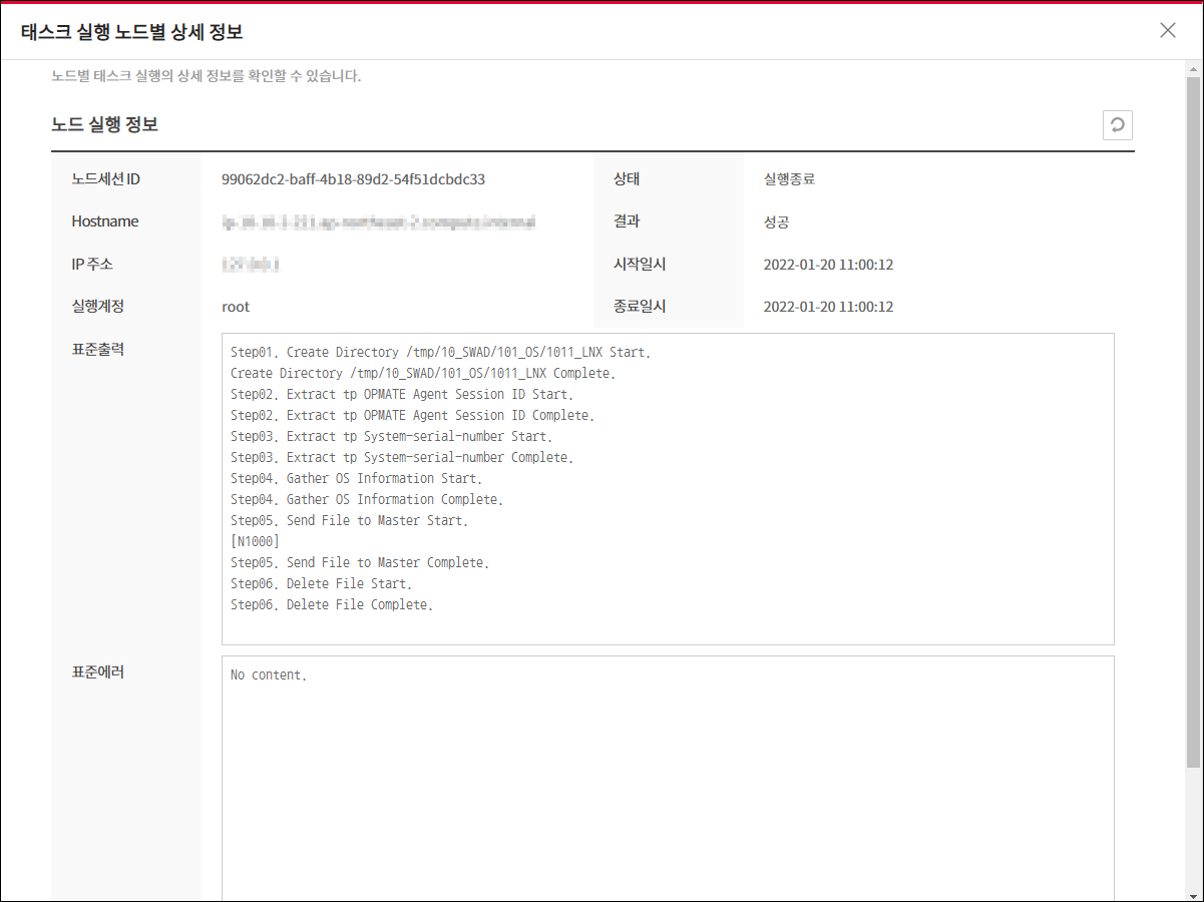 태스크 실행 노드별 상세 정보
노드별 태스크 실행의 상세 정보를 확인할 수 있습니다.
노드 실행 정보
노드세션 ID 99062dc2-baff-4b18-89d2-54f51dcbdc33 상태 실행종료
Hostname 결과 성공
IP 주소 시작일시 2022-01-20 11:00:12
실행계정 root 종료일시 2022-01-20 11:00:12
표준출력
Step01. Create Directory /tmp/10_SWAD/101_OS/1011_LNX Start.
Create Directory /tmp/10_SWAD/101_OS/1011_LNX Complete.
Step02. Extract tp OPMATE Agent Session ID Start.
Step02. Extract tp OPMATE Agent Session ID Complete.
Step03. Extract tp System-serial-number Start.
Step03. Extract tp System-serial-number Complete.
Step04. Gather OS Information Start.
Step04. Gather OS Information Complete.
Step05. Send File to Master Start.
[N1000]
Step05. Send File to Master Complete.
Step06. Delete File Start.
Step06. Delete File Complete.
표준에러
No content.